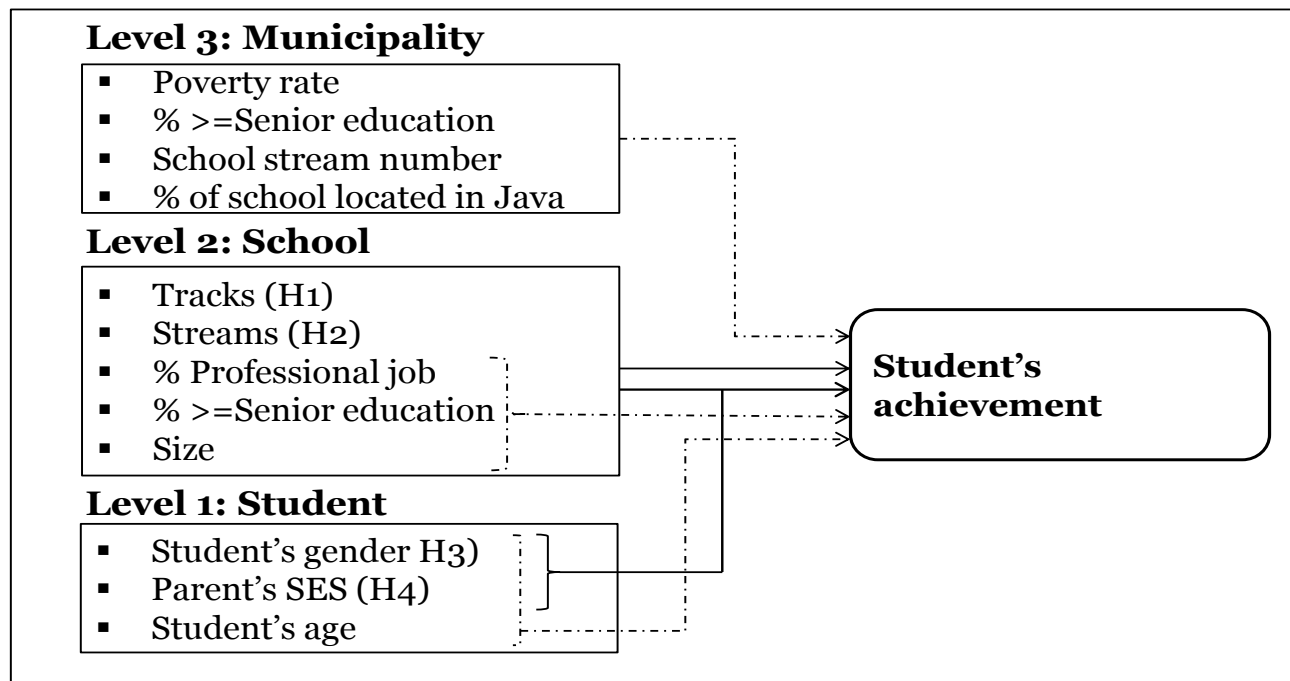 Level 3: Municipality
▪ Poverty rate
▪ % >=Senior education
▪ School stream number
▪ % of school located in Java
Level 2: School
▪ Tracks (H1)
▪ Streams (H2)
▪ % Professional job
▪ % >=Senior education
▪ Size
Level 1: Student
▪ Student’s gender H3)
▪ Parent’s SES (H4)
▪ Student’s age
Student’s
achievement